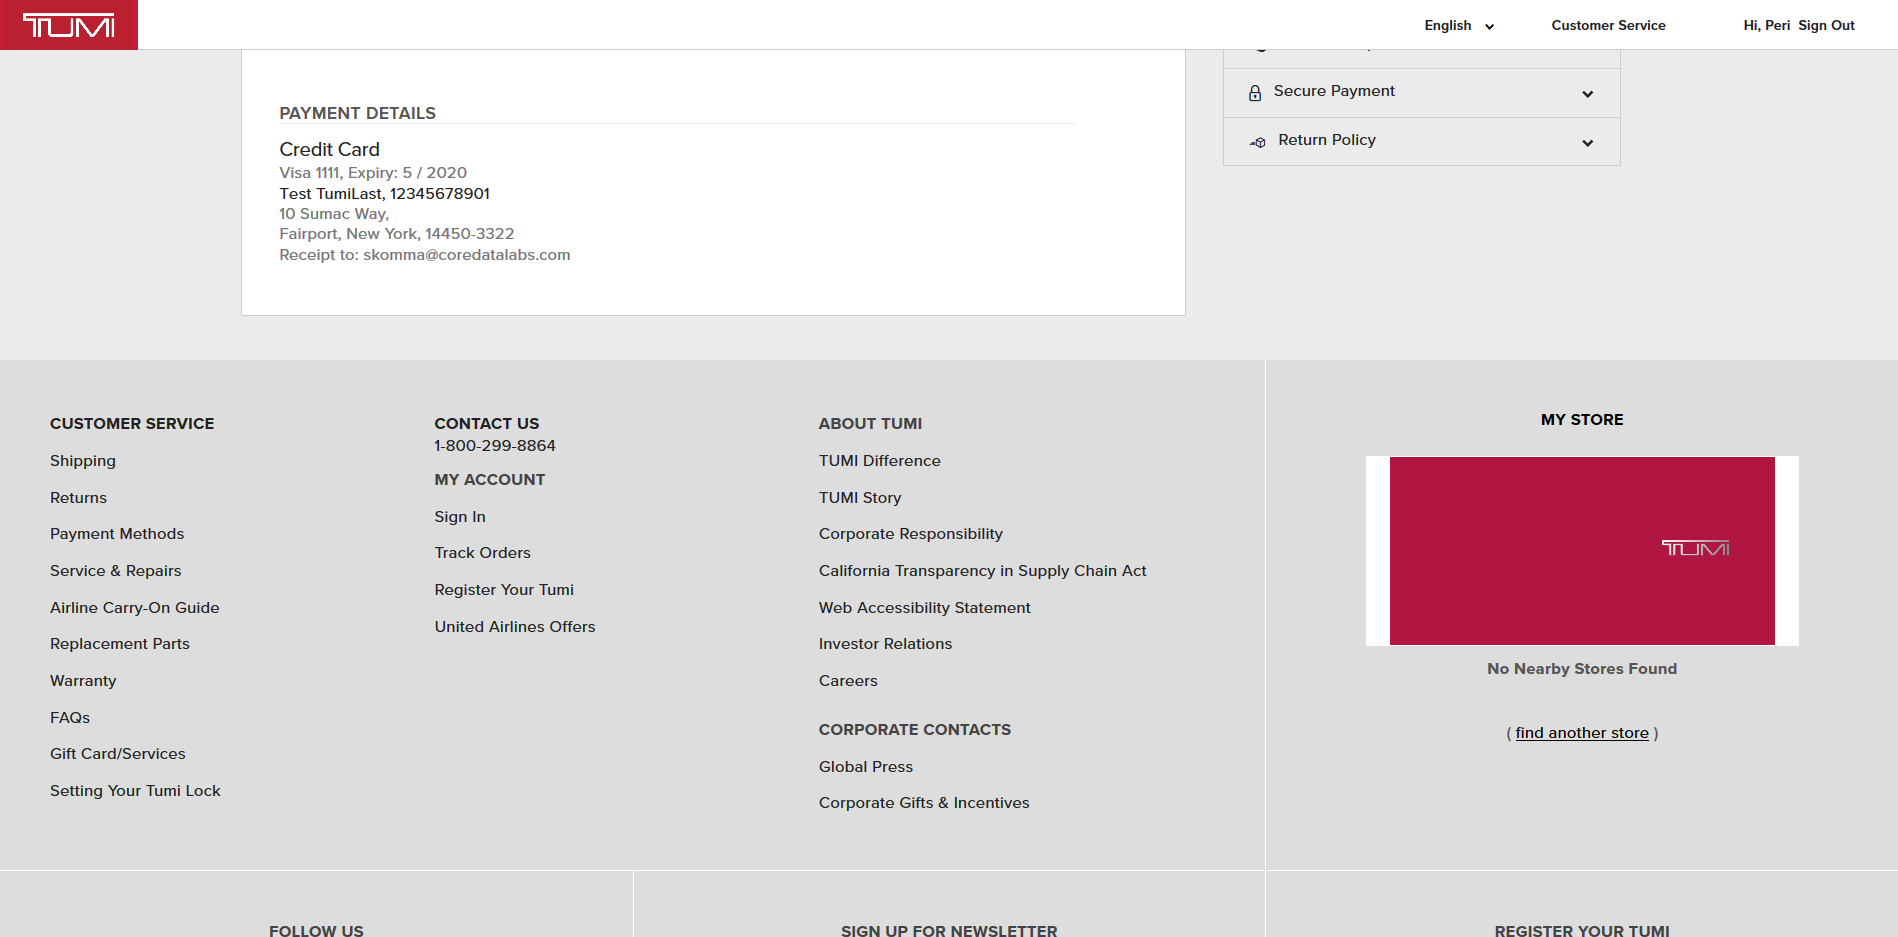 TUMI
English
Customer Service
Hi, Peri Sign Out
PAYMENT DETAILS
Credit Card
Visa 1111, Expiry: 5 / 2020
Test TumiLast, 12345678901
10 Sumac Way,
Fairport, New York, 14450-3322
Receipt to: skomma@coredatalabs.com
Secure Payment
Return Policy
CUSTOMER SERVICE
Shipping
Returns
Payment Methods
Service & Repairs
Airline Carry-On Guide
Replacement Parts
Warranty
FAQs
Gift Card/Services
Setting Your Tumi Lock
CONTACT US
1-800-299-8864
MY ACCOUNT
Sign In
Track Orders
Register Your Tumi
United Airlines Offers
ABOUT TUMI
TUMI Difference
TUMI Story
Corporate Responsibility
California Transparency in Supply Chain Act
Web Accessibility Statement
Investor Relations
Careers
CORPORATE CONTACTS
Global Press
Corporate Gifts & Incentives
MY STORE
TUMI
No Nearby Stores Found
( find another store )
FOLLOW US
SIGN UP FOR NEWSLETTER
REGISTER YOUR TUMI